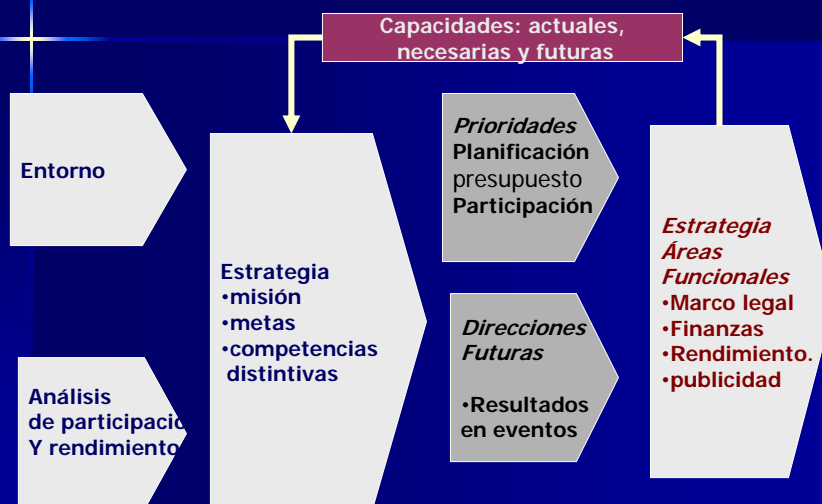 Capacidades: actuales,
necesarias y futuras
Entorno
Análisis
de participació
Y rendimiento
Estrategia
•misión
•metas
•competencias
distintivas
Prioridades
Planificación
presupuesto
Participación
Direcciones
Futuras
•Resultados
en eventos
Estrategia
Áreas
Funcionales
•Marco legal
•Finanzas
•Rendimiento.
•publicidad